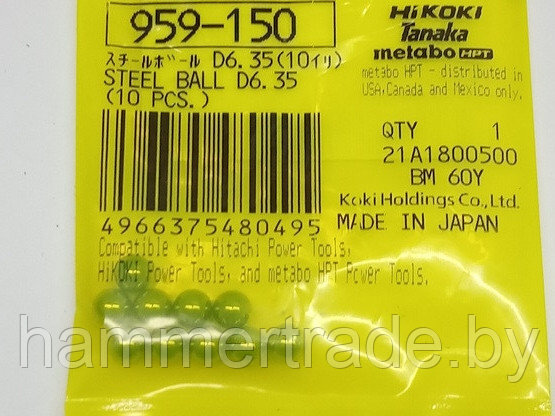 959-150
スチールボール D6.35(10イリ)
STEEL BALL D6.35
(10 PCS.)
4966375480495
HiKOKI
Tanaka
metabo HPT
metabo HPT - distributed in
USA,Canada and Mexico only.
QTY 1
21A1800500
BM 60Y
Koki Holdings Co., Ltd.
MADE IN JAPAN
Compatible with Hitachi Power Tools,
HiKOKI Power Tools, and metabo HPT Power Tools.
hammertrade.by